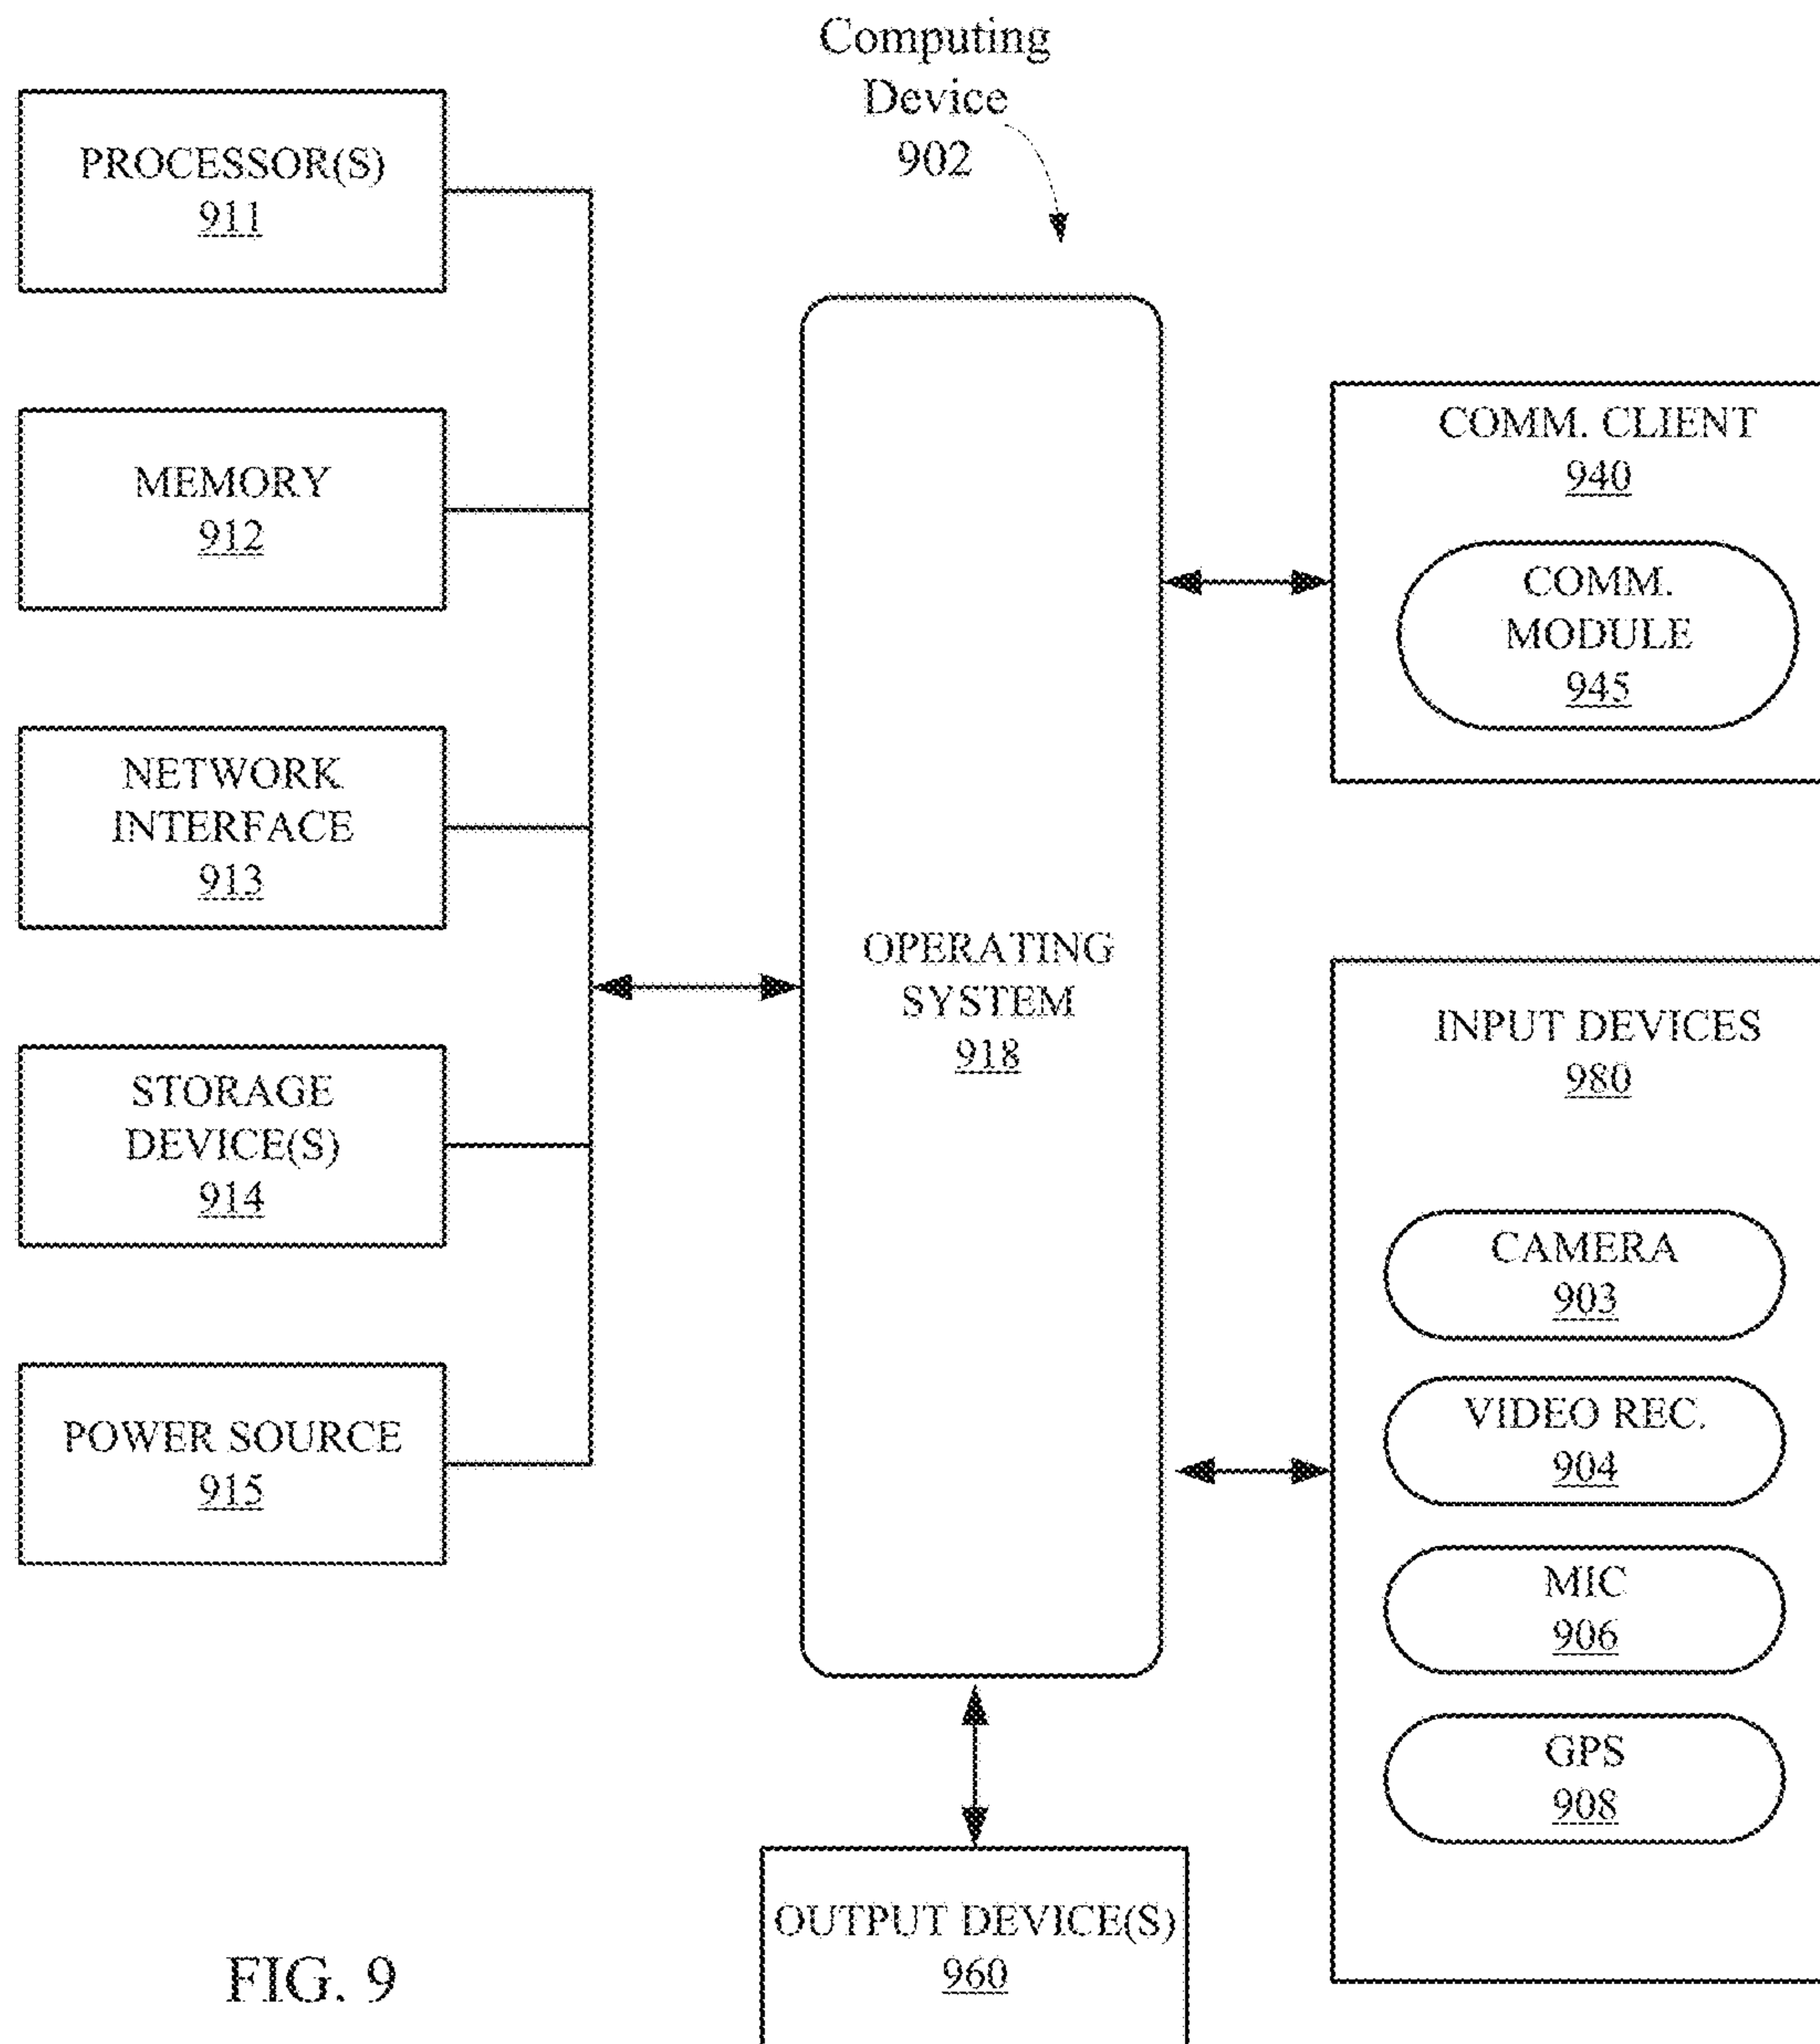 Computing
Device
902
PROCESSOR(S)
911
MEMORY
912
NETWORK
INTERFACE
913
STORAGE
DEVICE(S)
914
POWER SOURCE
915
OPERATING
SYSTEM
918
COMM. CLIENT
940
COMM.
MODULE
945
INPUT DEVICES
980
CAMERA
903
VIDEO REC.
904
MIC
906
GPS
908
OUTPUT DEVICE(S)
960
FIG. 9